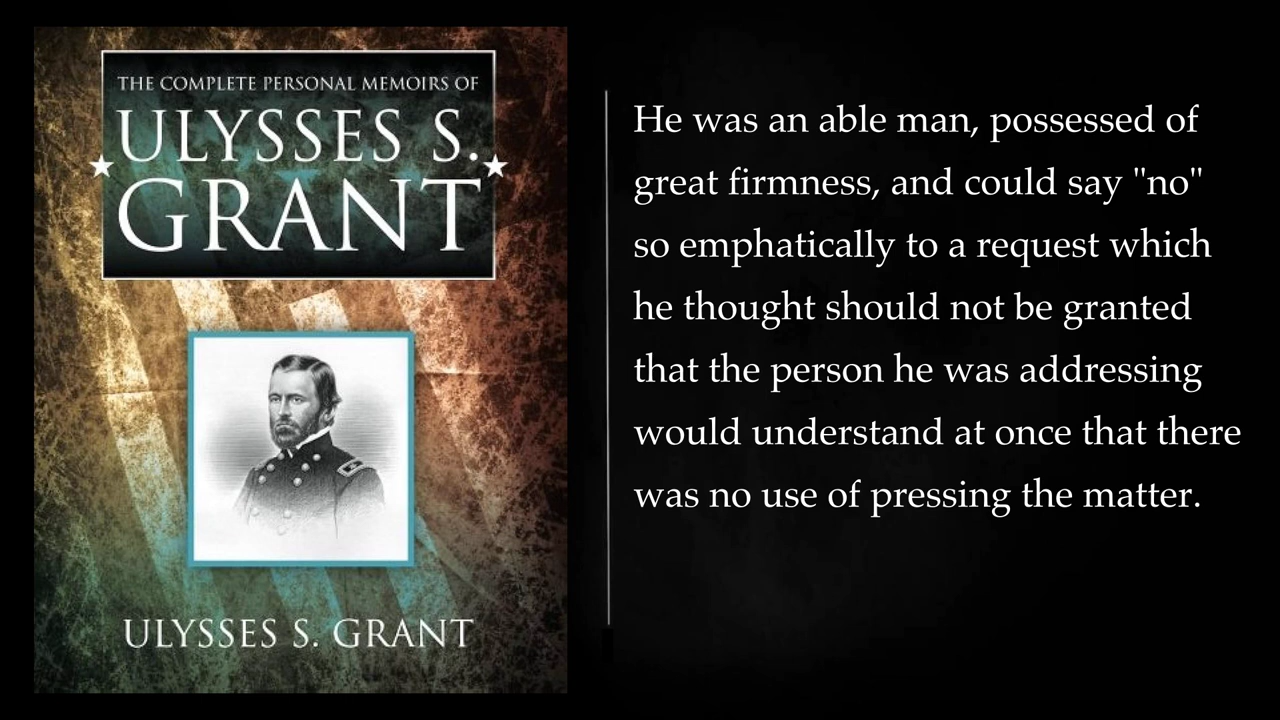 THE COMPLETE PERSONAL MEMOIRS OF
ULYSSES S.
GRANT
ULYSSES S. GRANT
He was an able man, possessed of
great firmness, and could say "no"
so emphatically to a request which
he thought should not be granted
that the person he was addressing
would understand at once that there
was no use of pressing the matter.